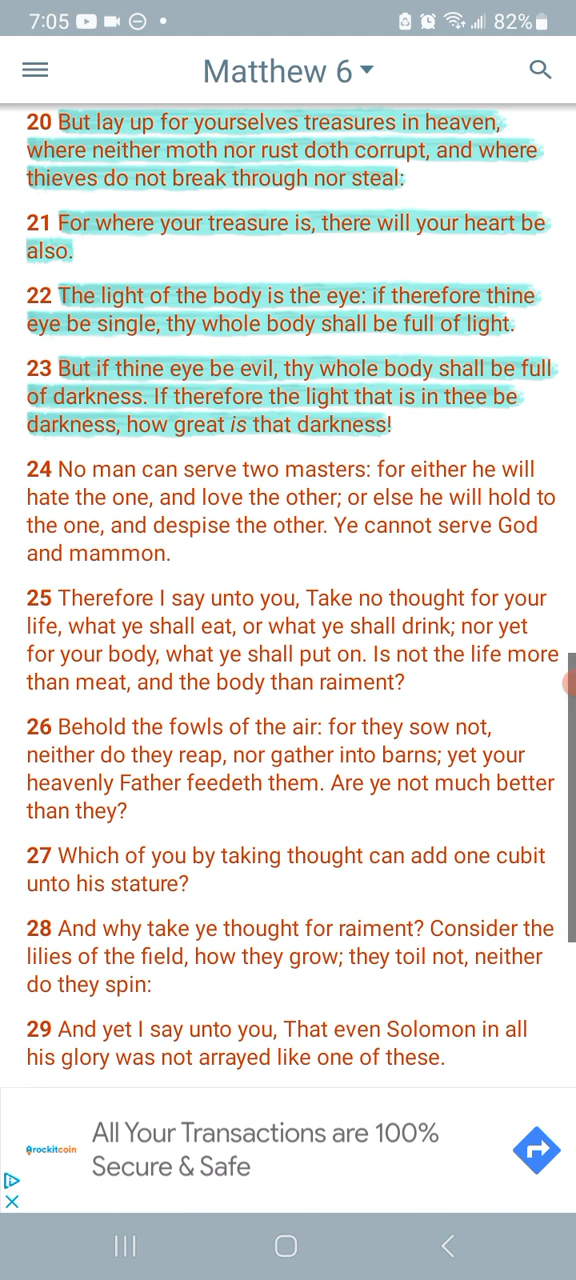 7:05 82%
Matthew 6
20 But lay up for yourselves treasures in heaven,
where neither moth nor rust doth corrupt, and where
thieves do not break through nor steal:
21 For where your treasure is, there will your heart be
also.
22 The light of the body is the eye: if therefore thine
eye be single, thy whole body shall be full of light.
23 But if thine eye be evil, thy whole body shall be full
of darkness. If therefore the light that is in thee be
darkness, how great is that darkness!
24 No man can serve two masters: for either he will
hate the one, and love the other; or else he will hold to
the one, and despise the other. Ye cannot serve God
and mammon.
25 Therefore I say unto you, Take no thought for your
life, what ye shall eat, or what ye shall drink; nor yet
for your body, what ye shall put on. Is not the life more
than meat, and the body than raiment?
26 Behold the fowls of the air: for they sow not,
neither do they reap, nor gather into barns; yet your
heavenly Father feedeth them. Are ye not much better
than they?
27 Which of you by taking thought can add one cubit
unto his stature?
28 And why take ye thought for raiment? Consider the
lilies of the field, how they grow; they toil not, neither
do they spin:
29 And yet I say unto you, That even Solomon in all
his glory was not arrayed like one of these.
All Your Transactions are 100%
rockitcoin
Secure & Safe